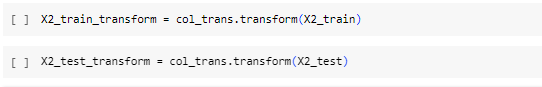 [ ] X2_train_transform = col_trans.transform(X2_train)
[ ] X2_test_transform = col_trans.transform(X2_test)